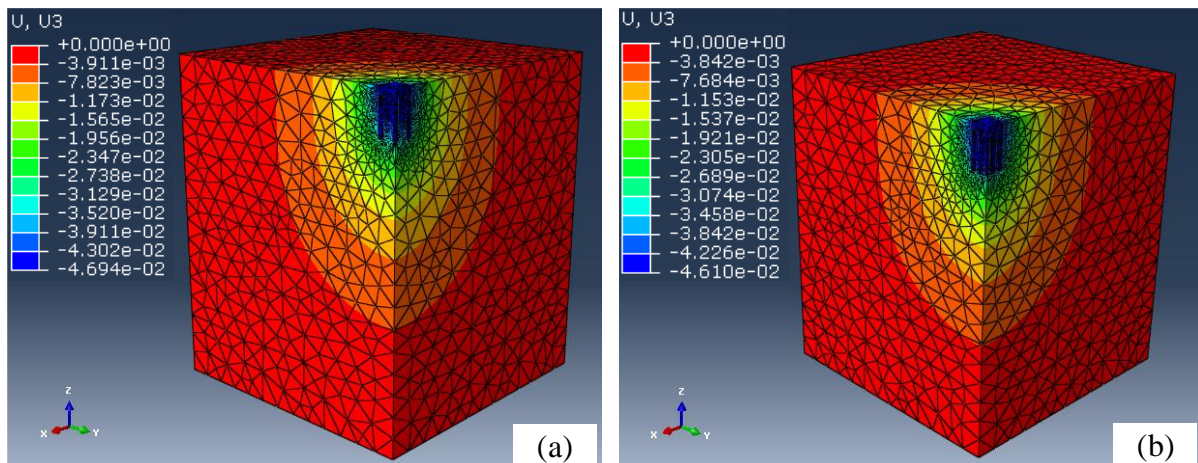 U, U3
+0.000e+00
-3.911e-03
-7.823e-03
-1.173e-02
-1.565e-02
-1.956e-02
-2.347e-02
-2.738e-02
-3.129e-02
-3.520e-02
-3.911e-02
-4.302e-02
-4.694e-02
Z
X
Y
(a)
U, U3
+0.000e+00
-3.842e-03
-7.684e-03
-1.153e-02
-1.537e-02
-1.921e-02
-2.305e-02
-2.689e-02
-3.074e-02
-3.458e-02
-3.842e-02
-4.226e-02
-4.610e-02
Z
X
Y
(b)